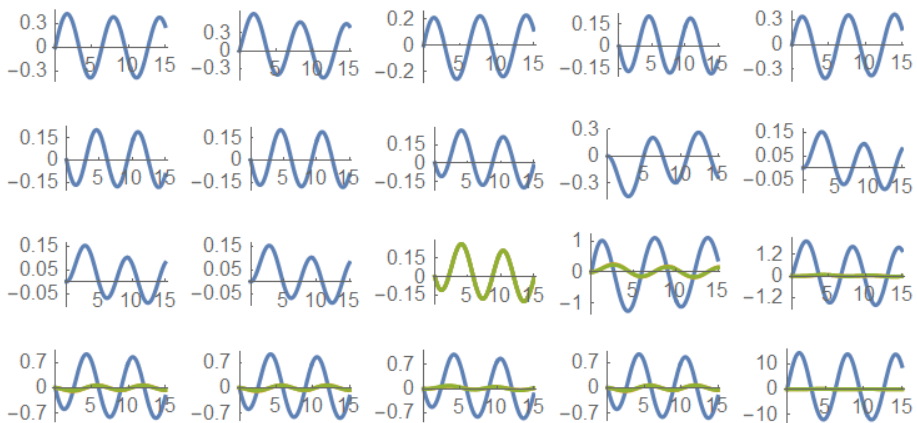 0.3 0.3 0.2 0.15 0.3
0 0 0 0 0
5 10 15 5 10 15 5 10 15 5 10 15 5 10 15
−0.3 0.3 −0.2 −0.15 −0.3
0.15 0.15 0.15 0.3 0.15
0 0 0 0 0.05
5 10 15 5 10 15 5 10 15 5 10 15 5 10 15
−0.15 −0.15 −0.15 −0.3 −0.05
0.15 0.15 0.15 1 1.2
0.05 0.05 0 0 0
5 10 15 5 10 15 5 10 15 5 10 15 5 10 15
−0.05 −0.05 −0.15 −1 −1.2
0.7 0.7 0.7 0.7 10
0 0 0 0 0
5 10 15 5 10 15 5 10 15 5 10 15 5 10 15
−0.7 −0.7 −0.7 −0.7 −10